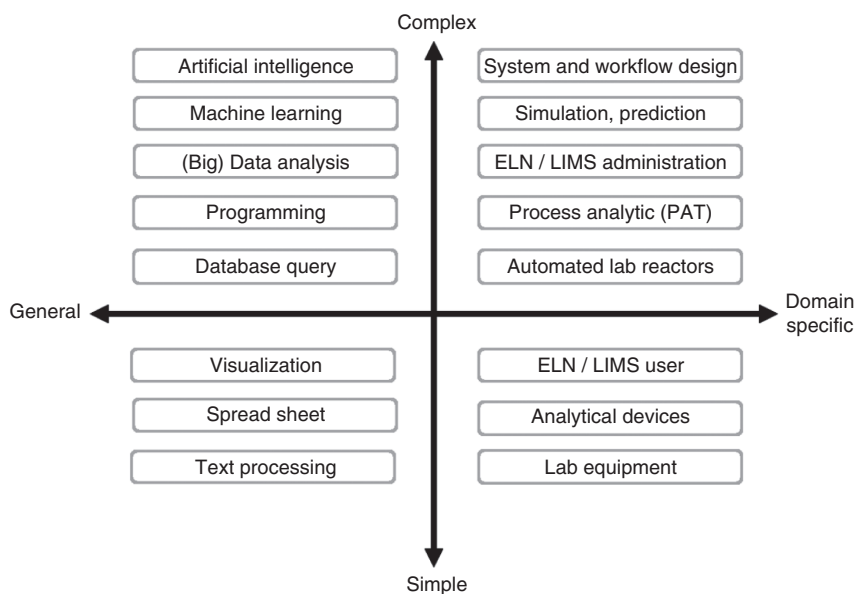 Complex
Artificial intelligence
System and workflow design
Machine learning
Simulation, prediction
(Big) Data analysis
ELN / LIMS administration
Programming
Process analytic (PAT)
Database query
Automated lab reactors
General
Domain
specific
Visualization
ELN / LIMS user
Spread sheet
Analytical devices
Text processing
Lab equipment
Simple